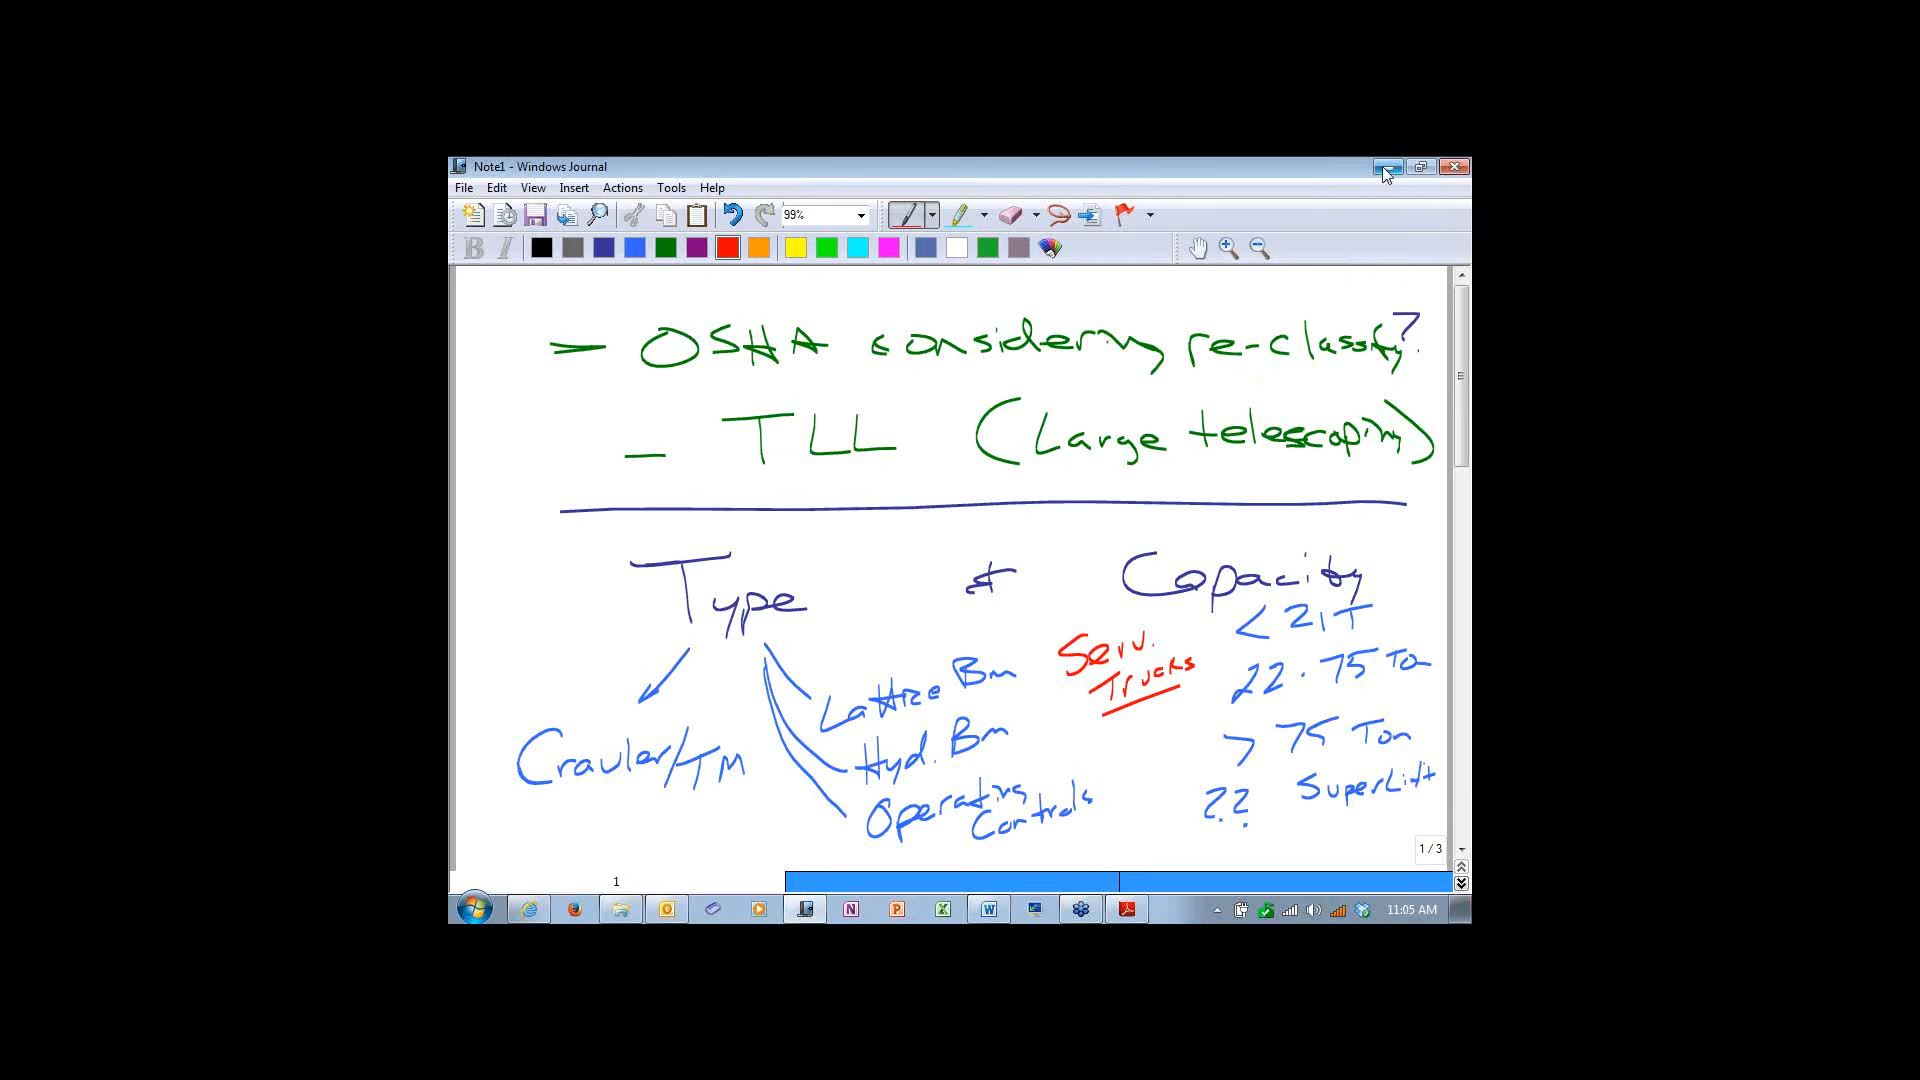 Note1 - Windows Journal
File Edit View Insert Actions Tools Help
99%
B I
- OSHA considering re-classify?
- TLL (Large telescoping)
Type & Capacity
< 21 T
Serv. Trucks
22-75 Ton
Lattice Bm
> 75 Ton
Crawler/TM
Hyd. Bm
?? SuperLift
Operating Controls
1 / 3
1
11:05 AM